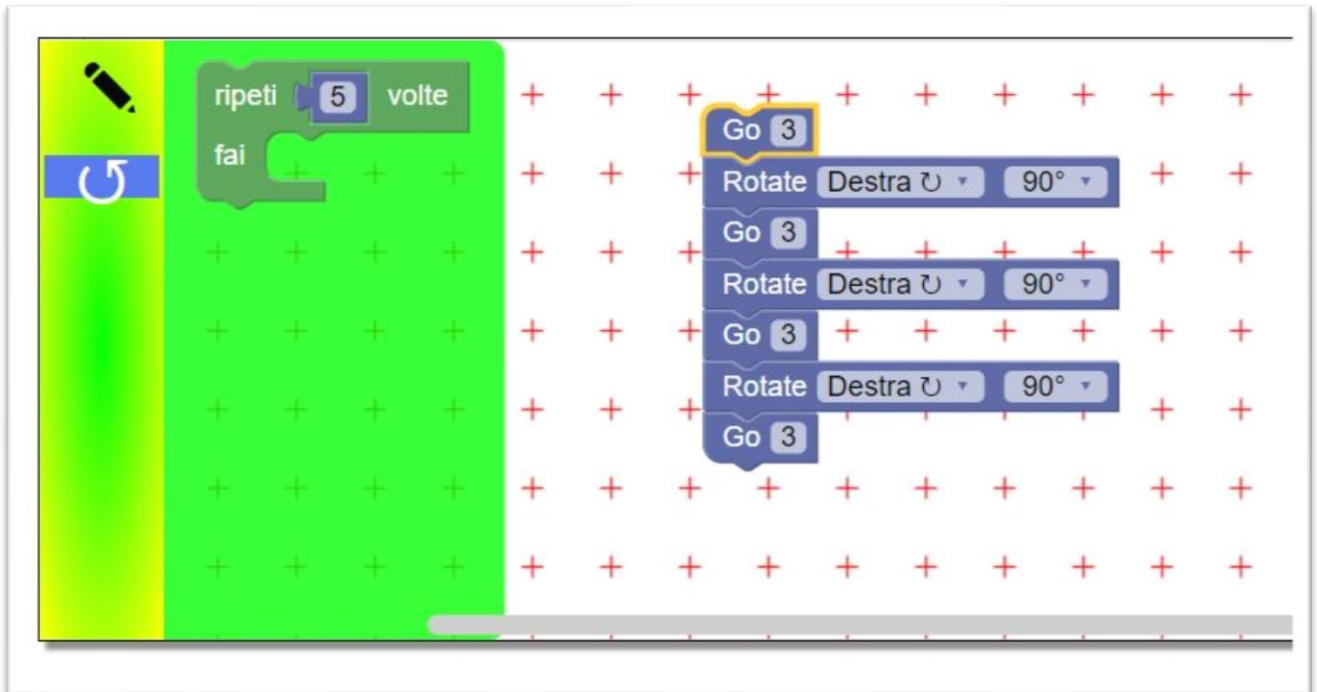 ripeti 5 volte
fai
Go 3
Rotate Destra ↻ 90°
Go 3
Rotate Destra ↻ 90°
Go 3
Rotate Destra ↻ 90°
Go 3